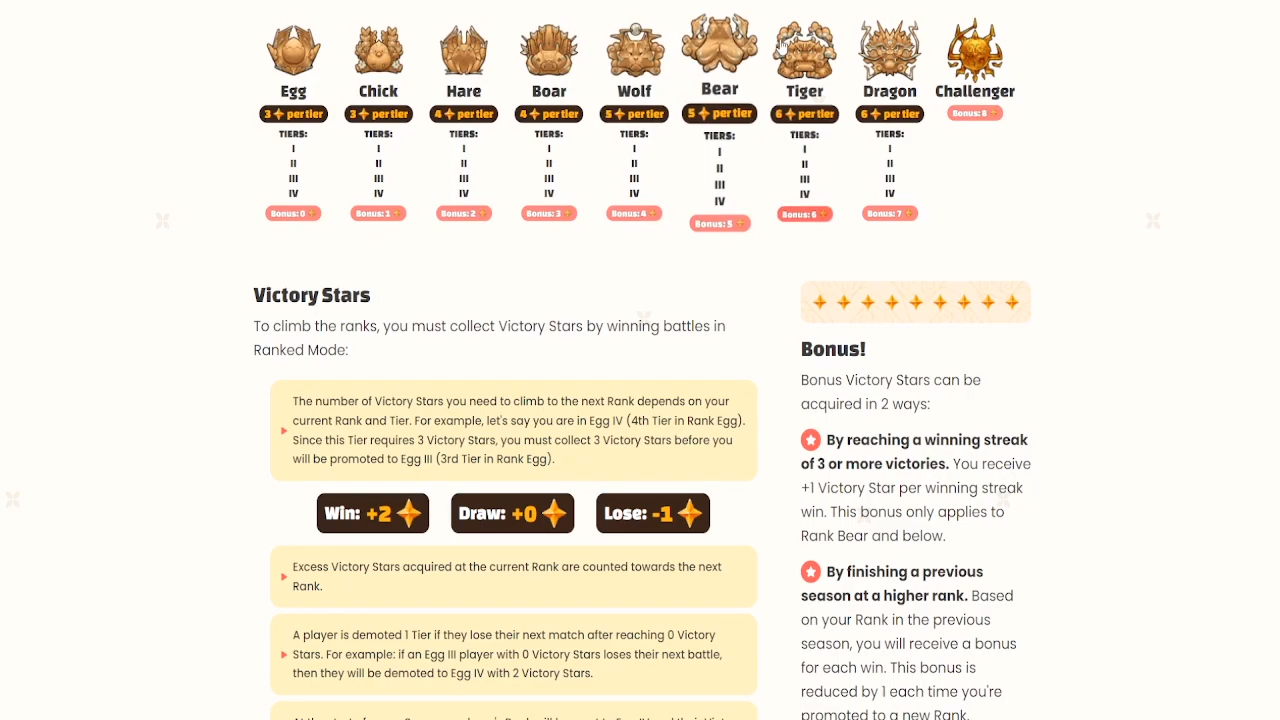 Egg Chick Hare Boar Wolf Bear Tiger Dragon Challenger
3 per tier 3 per tier 4 per tier 4 per tier 5 per tier 5 per tier 6 per tier 6 per tier Bonus: 8
TIERS: TIERS: TIERS: TIERS: TIERS: TIERS: TIERS: TIERS:
I I I I I I I I
II II II II II II II II
III III III III III III III III
IV IV IV IV IV IV IV IV
Bonus: 0 Bonus: 1 Bonus: 2 Bonus: 3 Bonus: 4 Bonus: 5 Bonus: 6 Bonus: 7
Victory Stars
To climb the ranks, you must collect Victory Stars by winning battles in
Ranked Mode:
The number of Victory Stars you need to climb to the next Rank depends on your
current Rank and Tier. For example, let's say you are in Egg IV (4th Tier in Rank Egg).
Since this Tier requires 3 Victory Stars, you must collect 3 Victory Stars before you
will be promoted to Egg III (3rd Tier in Rank Egg).
Win: +2 Draw: +0 Lose: -1
Excess Victory Stars acquired at the current Rank are counted towards the next
Rank.
A player is demoted 1 Tier if they lose their next match after reaching 0 Victory
Stars. For example: if an Egg III player with 0 Victory Stars loses their next battle,
then they will be demoted to Egg IV with 2 Victory Stars.
Bonus!
Bonus Victory Stars can be
acquired in 2 ways:
By reaching a winning streak
of 3 or more victories. You receive
+1 Victory Star per winning streak
win. This bonus only applies to
Rank Bear and below.
By finishing a previous
season at a higher rank. Based
on your Rank in the previous
season, you will receive a bonus
for each win. This bonus is
reduced by 1 each time you're
promoted to a new Rank.